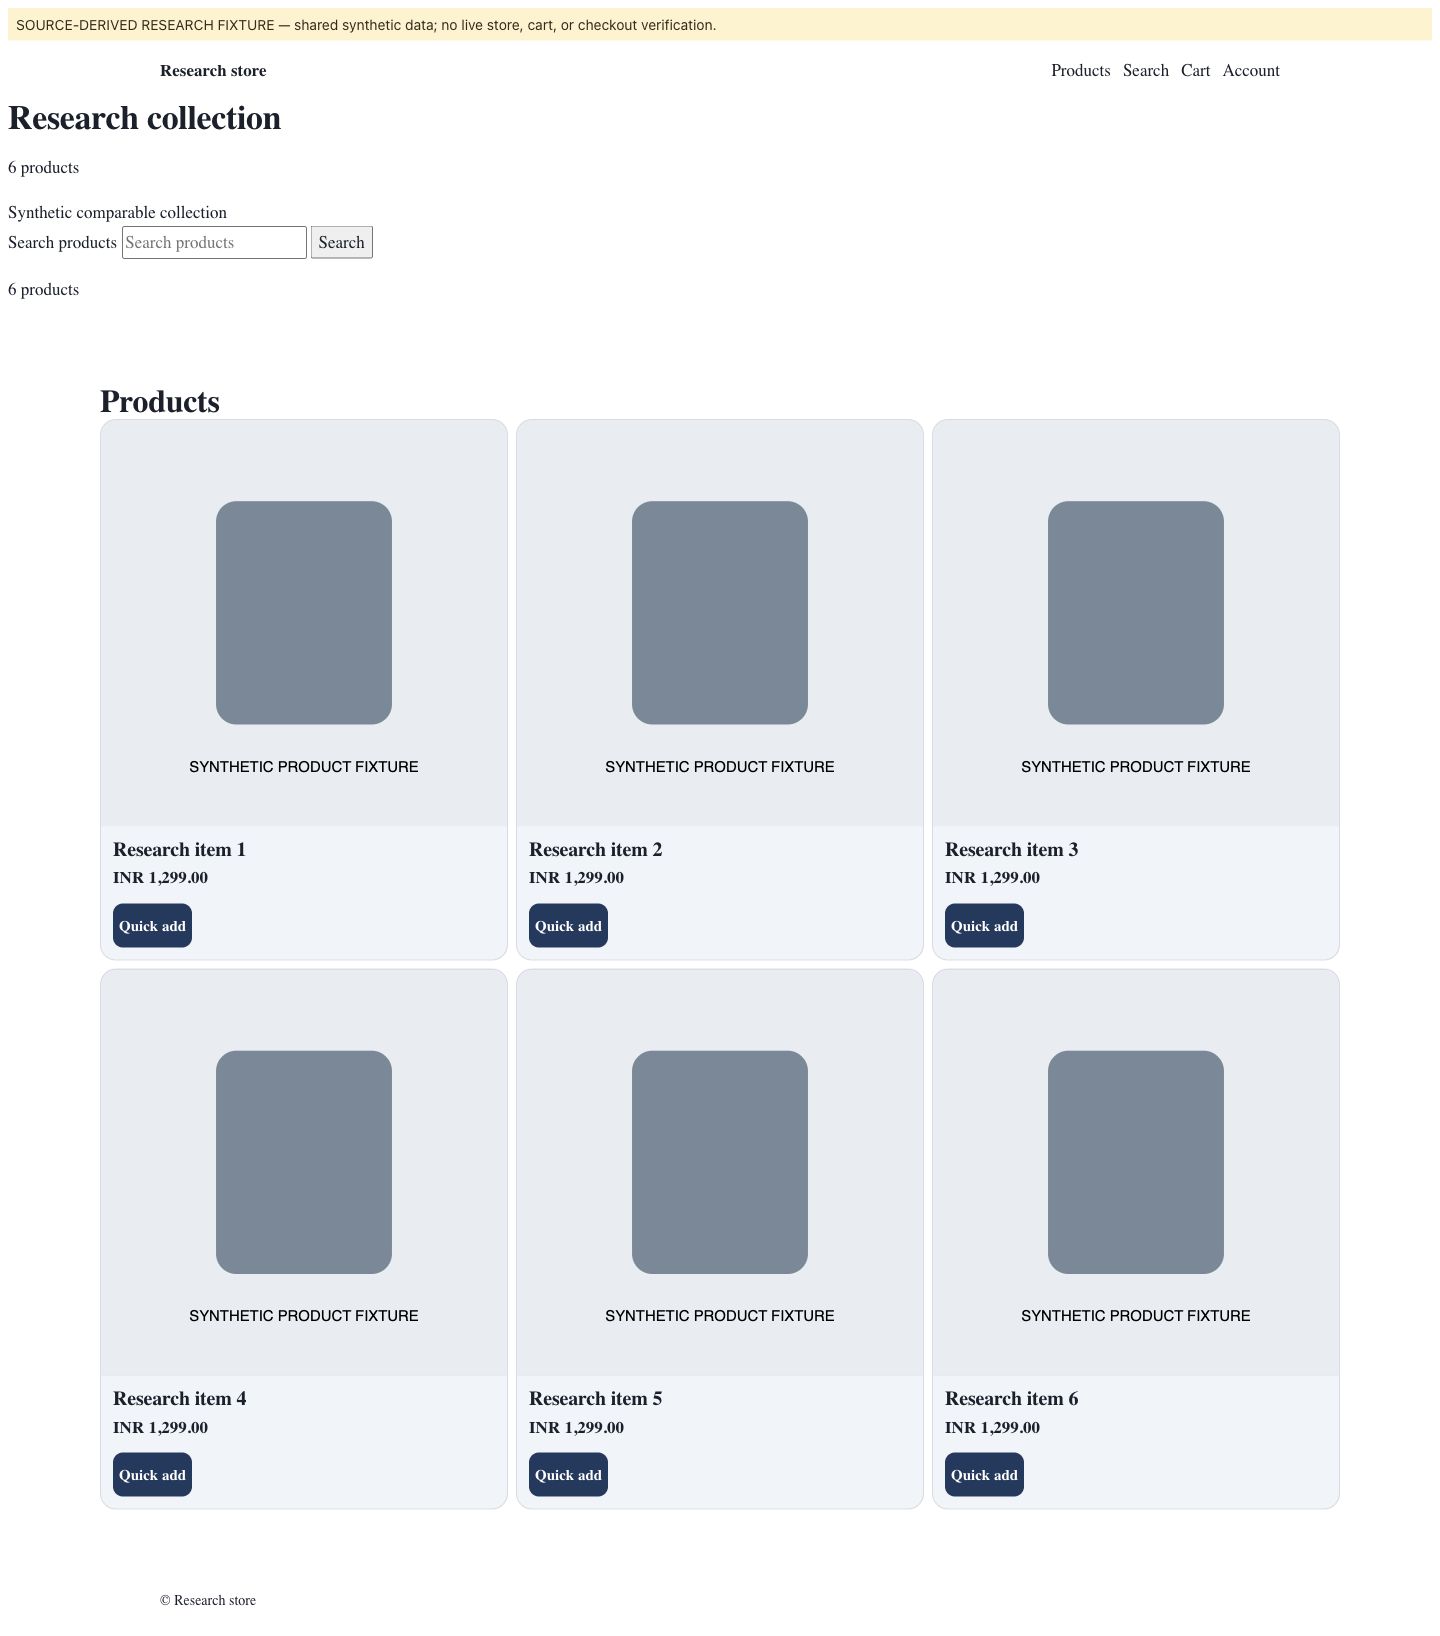 SOURCE-DERIVED RESEARCH FIXTURE — shared synthetic data; no live store, cart, or checkout verification.
Research store
Products Search Cart Account
Research collection
6 products
Synthetic comparable collection
Search products Search products Search
6 products
Products
SYNTHETIC PRODUCT FIXTURE
Research item 1
INR 1,299.00
Quick add
SYNTHETIC PRODUCT FIXTURE
Research item 2
INR 1,299.00
Quick add
SYNTHETIC PRODUCT FIXTURE
Research item 3
INR 1,299.00
Quick add
SYNTHETIC PRODUCT FIXTURE
Research item 4
INR 1,299.00
Quick add
SYNTHETIC PRODUCT FIXTURE
Research item 5
INR 1,299.00
Quick add
SYNTHETIC PRODUCT FIXTURE
Research item 6
INR 1,299.00
Quick add
© Research store